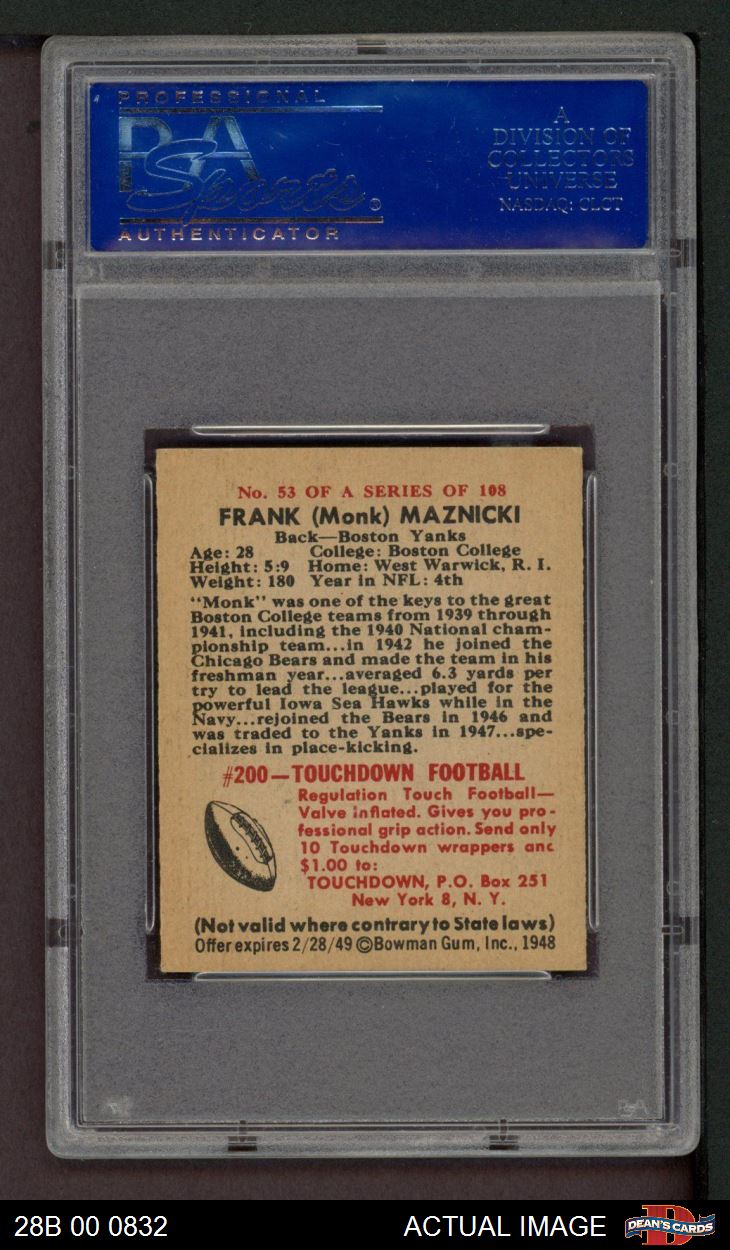 PROFESSIONAL
PSA
Sports
AUTHENTICATOR
A
DIVISION OF
COLLECTORS
UNIVERSE
NASDAQ: CLCT
No. 53 OF A SERIES OF 108
FRANK (Monk) MAZNICKI
Back—Boston Yanks
Age: 28 College: Boston College
Height: 5:9 Home: West Warwick, R. I.
Weight: 180 Year in NFL: 4th
"Monk" was one of the keys to the great
Boston College teams from 1939 through
1941, including the 1940 National cham-
pionship team...in 1942 he joined the
Chicago Bears and made the team in his
freshman year...averaged 6.3 yards per
try to lead the league...played for the
powerful Iowa Sea Hawks while in the
Navy...rejoined the Bears in 1946 and
was traded to the Yanks in 1947...spe-
cializes in place-kicking.
#200—TOUCHDOWN FOOTBALL
Regulation Touch Football—
Valve inflated. Gives you pro-
fessional grip action. Send only
10 Touchdown wrappers anc
$1.00 to:
TOUCHDOWN, P.O. Box 251
New York 8, N. Y.
(Not valid where contrary to State laws)
Offer expires 2/28/49 ©Bowman Gum, Inc., 1948
28B 00 0832
ACTUAL IMAGE
DEAN'S CARDS